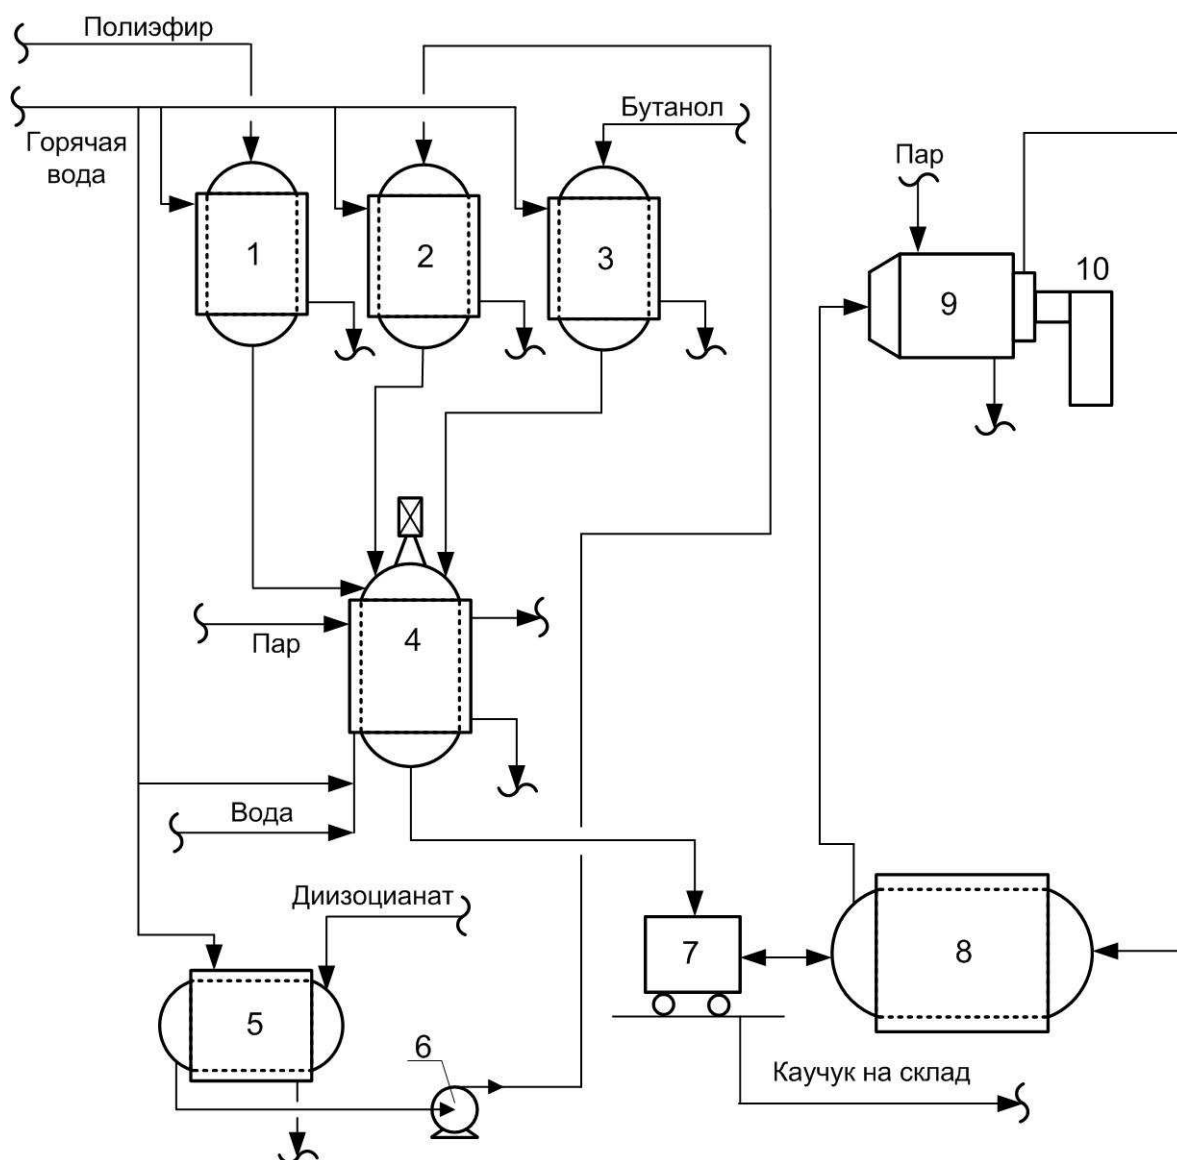 Полиэфир
Горячая
вода
Бутанол
Пар
10
1
2
3
9
4
Пар
Вода
Диизоцианат
5
6
7
8
Каучук на склад